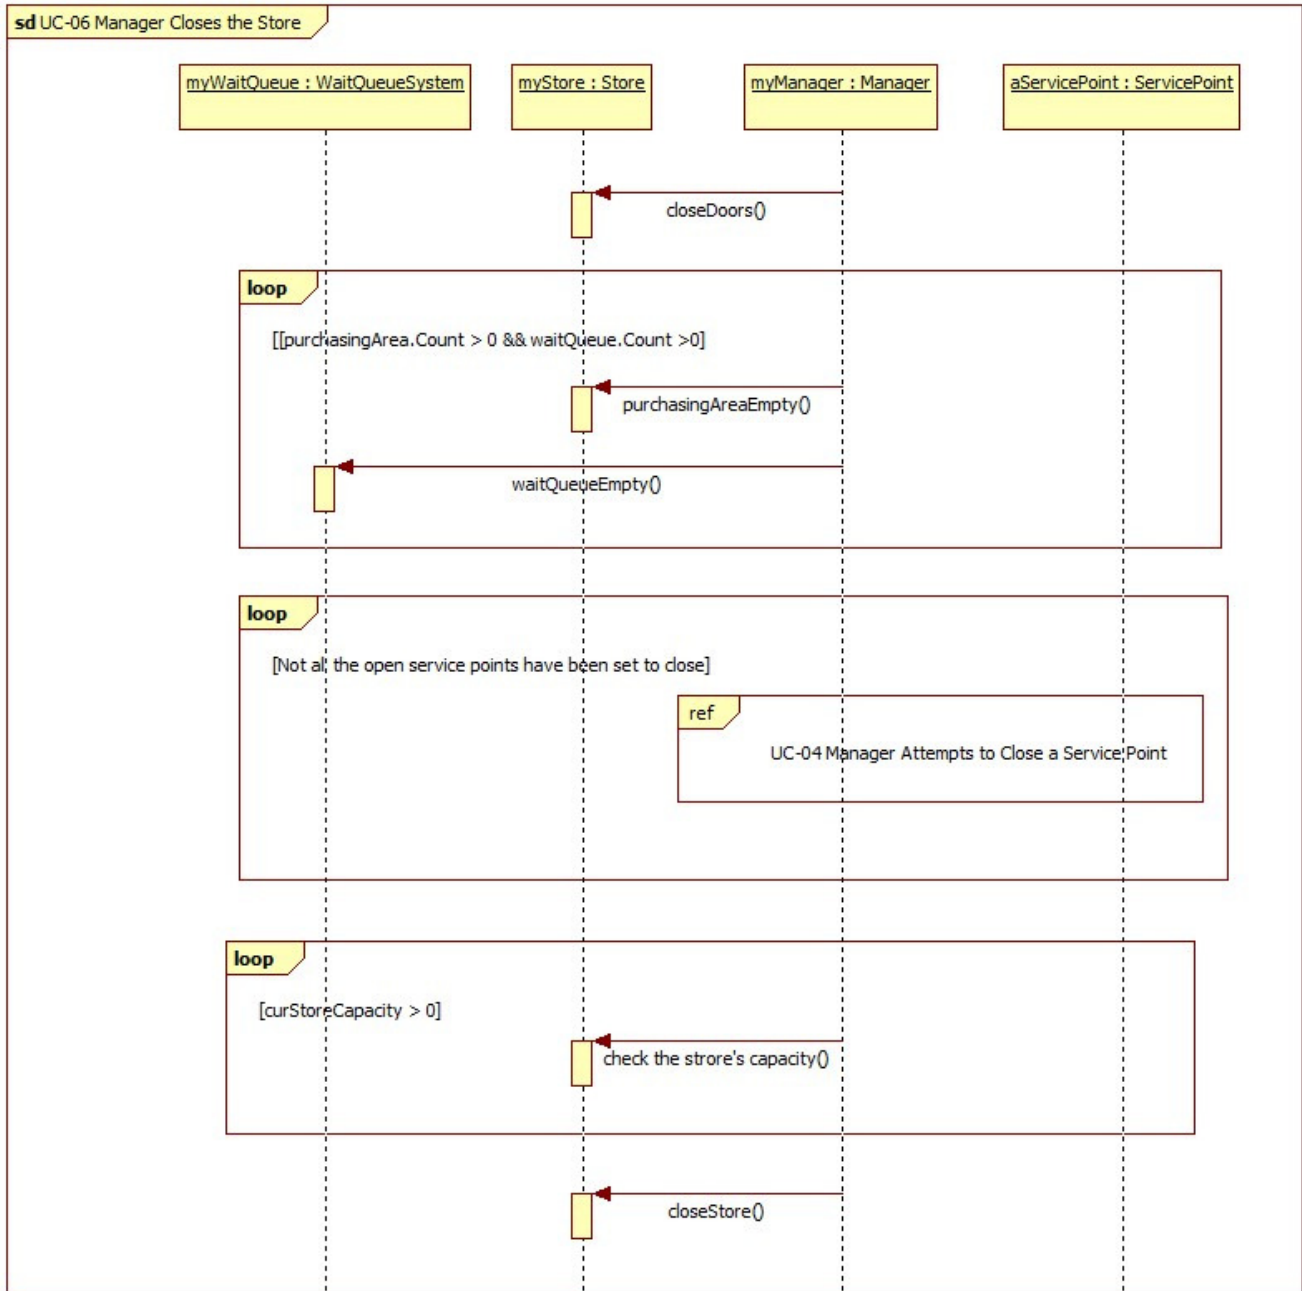 sd UC-06 Manager Closes the Store
myWaitQueue : WaitQueueSystem
myStore : Store
myManager : Manager
aServicePoint : ServicePoint
closeDoors()
loop
[[purchasingArea.Count > 0 && waitQueue.Count >0]
purchasingAreaEmpty()
waitQueueEmpty()
loop
[Not all the open service points have been set to close]
ref
UC-04 Manager Attempts to Close a Service Point
loop
[curStoreCapacity > 0]
check the strore's capacity()
closeStore()